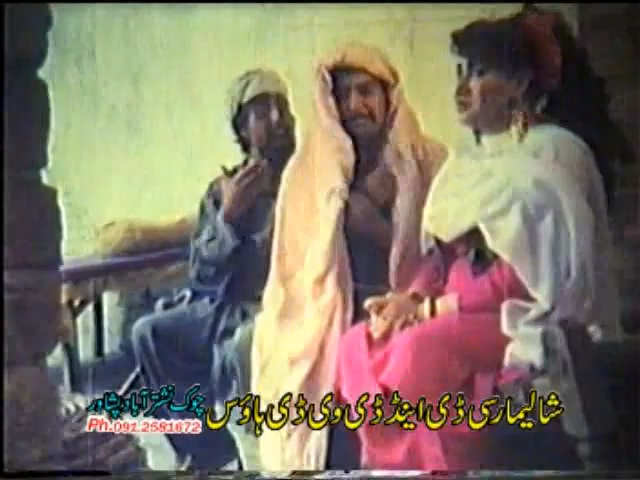 شالیمار سی ڈی اینڈ ڈی وی ڈی ہاؤس چوک نشتر آباد پشاور
Ph.091.2581672